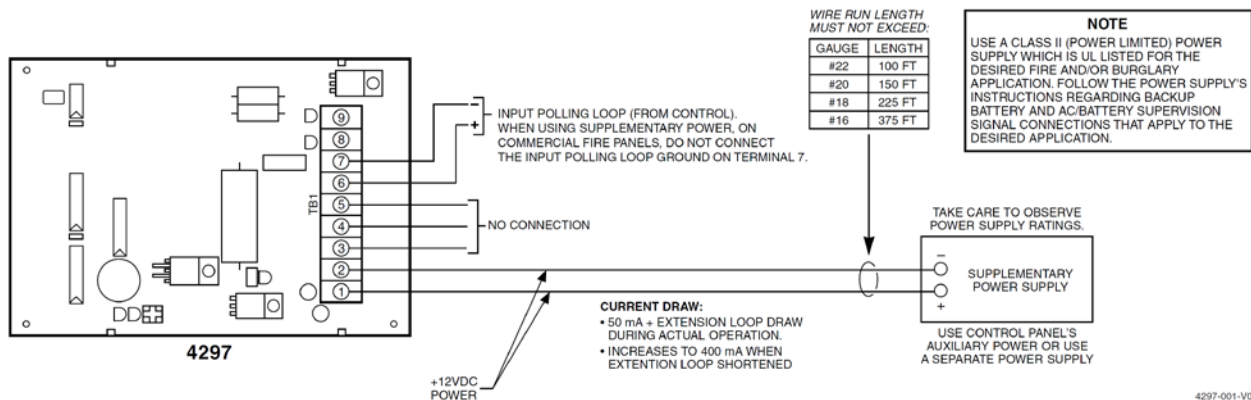 WIRE RUN LENGTH
MUST NOT EXCEED:
GAUGE LENGTH
#22 100 FT
#20 150 FT
#18 225 FT
#16 375 FT
NOTE
USE A CLASS II (POWER LIMITED) POWER
SUPPLY WHICH IS UL LISTED FOR THE
DESIRED FIRE AND/OR BURGLARY
APPLICATION. FOLLOW THE POWER SUPPLY'S
INSTRUCTIONS REGARDING BACKUP
BATTERY AND AC/BATTERY SUPERVISION
SIGNAL CONNECTIONS THAT APPLY TO THE
DESIRED APPLICATION.
9
8
7
6
5
4
3
2
1
TB1
4297
–
+
INPUT POLLING LOOP (FROM CONTROL).
WHEN USING SUPPLEMENTARY POWER, ON
COMMERCIAL FIRE PANELS, DO NOT CONNECT
THE INPUT POLLING LOOP GROUND ON TERMINAL 7.
NO CONNECTION
TAKE CARE TO OBSERVE
POWER SUPPLY RATINGS.
–
SUPPLEMENTARY
POWER SUPPLY
+
USE CONTROL PANEL'S
AUXILIARY POWER OR USE
A SEPARATE POWER SUPPLY
CURRENT DRAW:
• 50 mA + EXTENSION LOOP DRAW
DURING ACTUAL OPERATION.
• INCREASES TO 400 mA WHEN
EXTENTION LOOP SHORTENED
+12VDC
POWER
4297-001-V0